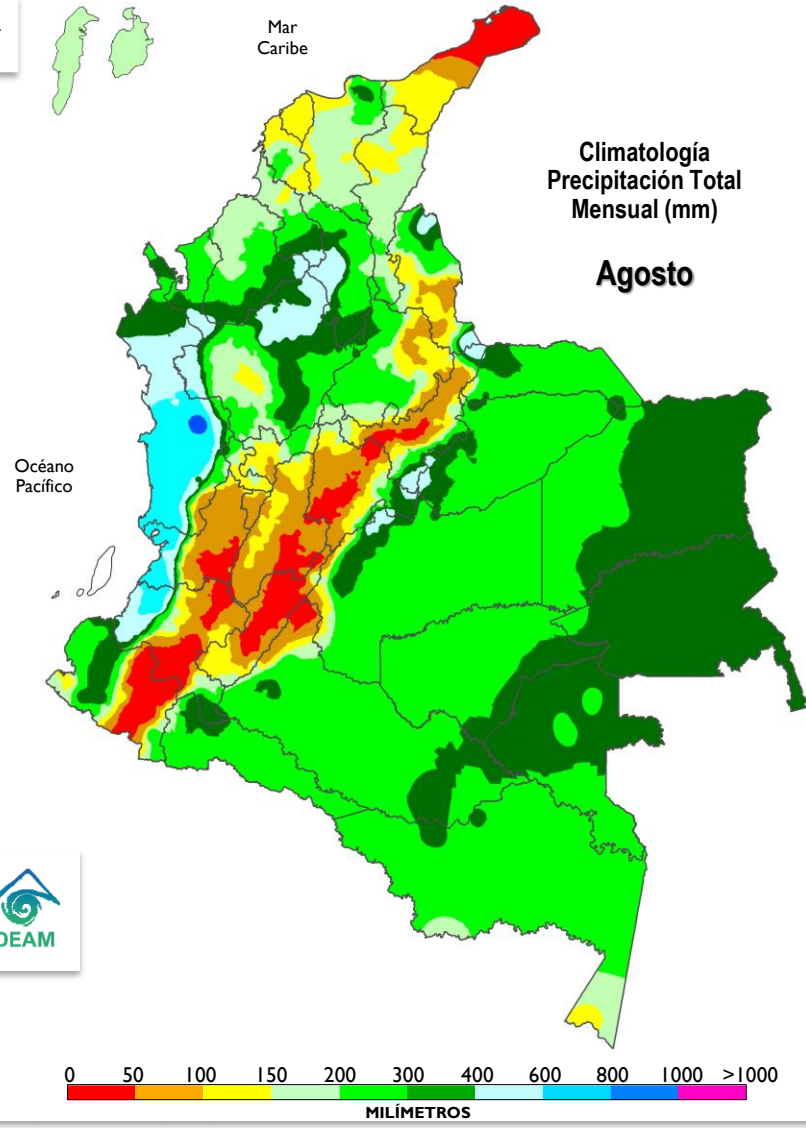 Mar
Caribe
Climatología
Precipitación Total
Mensual (mm)
Agosto
Océano
Pacífico
DEAM
0 50 100 150 200 300 400 600 800 1000 >1000
MILÍMETROS